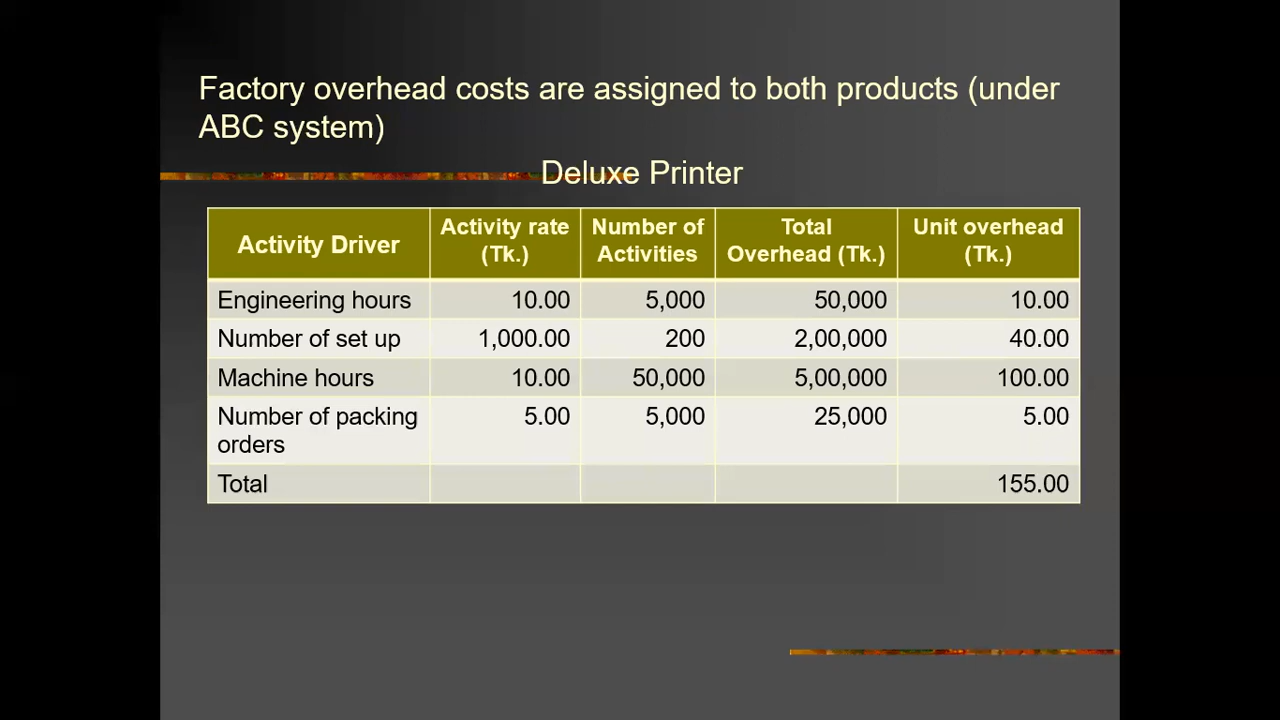 Factory overhead costs are assigned to both products (under
ABC system)
Deluxe Printer
Activity Driver
Activity rate
(Tk.)
Number of
Activities
Total
Overhead (Tk.)
Unit overhead
(Tk.)
Engineering hours 10.00 5,000 50,000 10.00
Number of set up 1,000.00 200 2,00,000 40.00
Machine hours 10.00 50,000 5,00,000 100.00
Number of packing 5.00 5,000 25,000 5.00
orders
Total 155.00